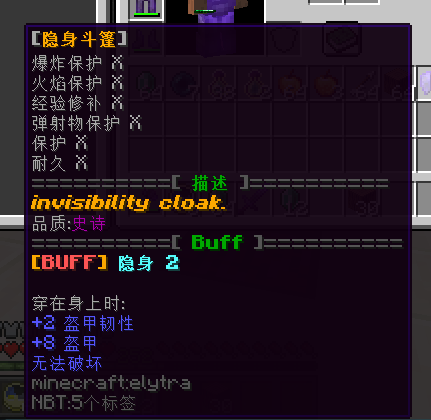 [隐身斗篷]
爆炸保护 X
火焰保护 X
经验修补 X
弹射物保护 X
保护 X
耐久 X
==========[ 描述 ]==========
invisibility cloak.
品质:史诗
==========[ Buff ]==========
[BUFF] 隐身 2
穿在身上时:
+2 盔甲韧性
+8 盔甲
无法破坏
minecraft:elytra
NBT:5个标签